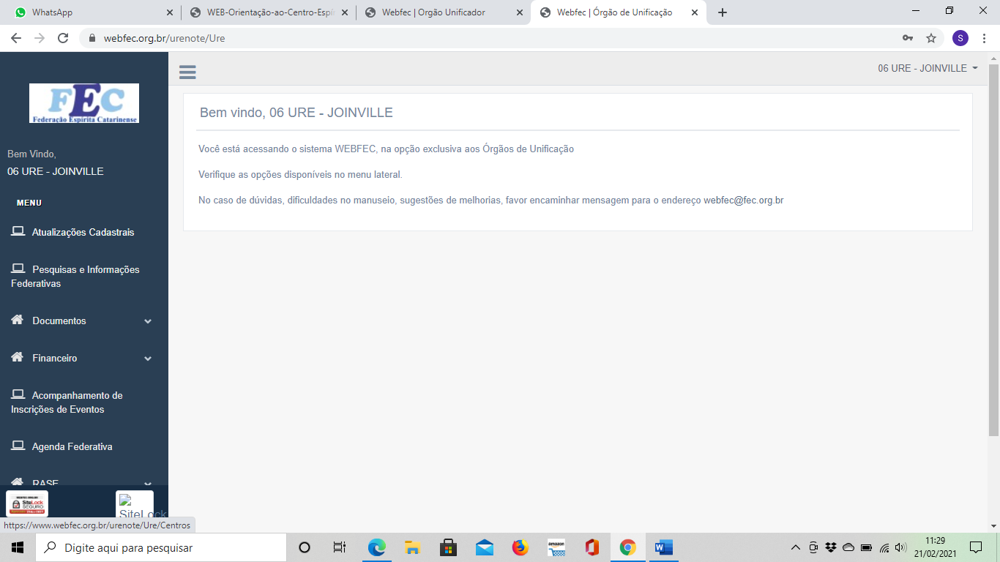 WhatsApp
WEB-Orientação-ao-Centro-Espí
Webfec | Orgão Unificador
Webfec | Órgão de Unificação
webfec.org.br/urenote/Ure
S
FEC
Federação Espírita Catarinense
06 URE - JOINVILLE
Bem Vindo,
06 URE - JOINVILLE
MENU
Atualizações Cadastrais
Pesquisas e Informações
Federativas
Documentos
Financeiro
Acompanhamento de
Inscrições de Eventos
Agenda Federativa
RASE
SiteLock
SEGURO
SiteLock
Bem vindo, 06 URE - JOINVILLE
Você está acessando o sistema WEBFEC, na opção exclusiva aos Órgãos de Unificação
Verifique as opções disponíveis no menu lateral.
No caso de dúvidas, dificuldades no manuseio, sugestões de melhorias, favor encaminhar mensagem para o endereço webfec@fec.org.br
https://www.webfec.org.br/urenote/Ure/Centros
Digite aqui para pesquisar
amazon
W
11:29
21/02/2021